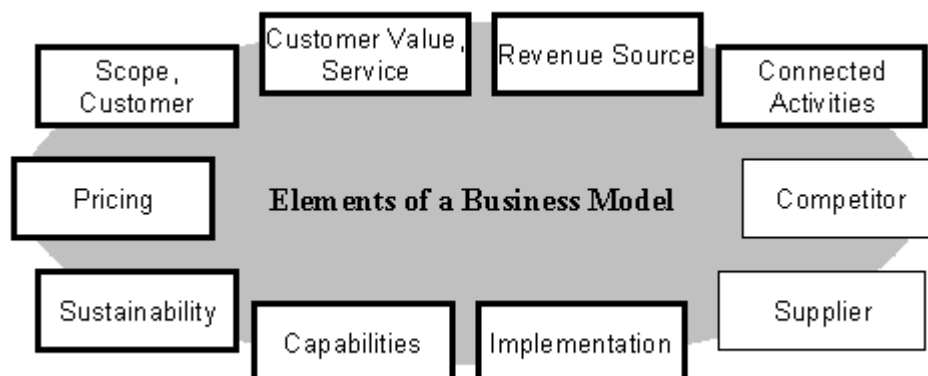 Customer Value,
Service
Revenue Source
Scope,
Customer
Connected
Activities
Pricing
Elements of a Business Model
Competitor
Sustainability
Supplier
Capabilities
Implementation